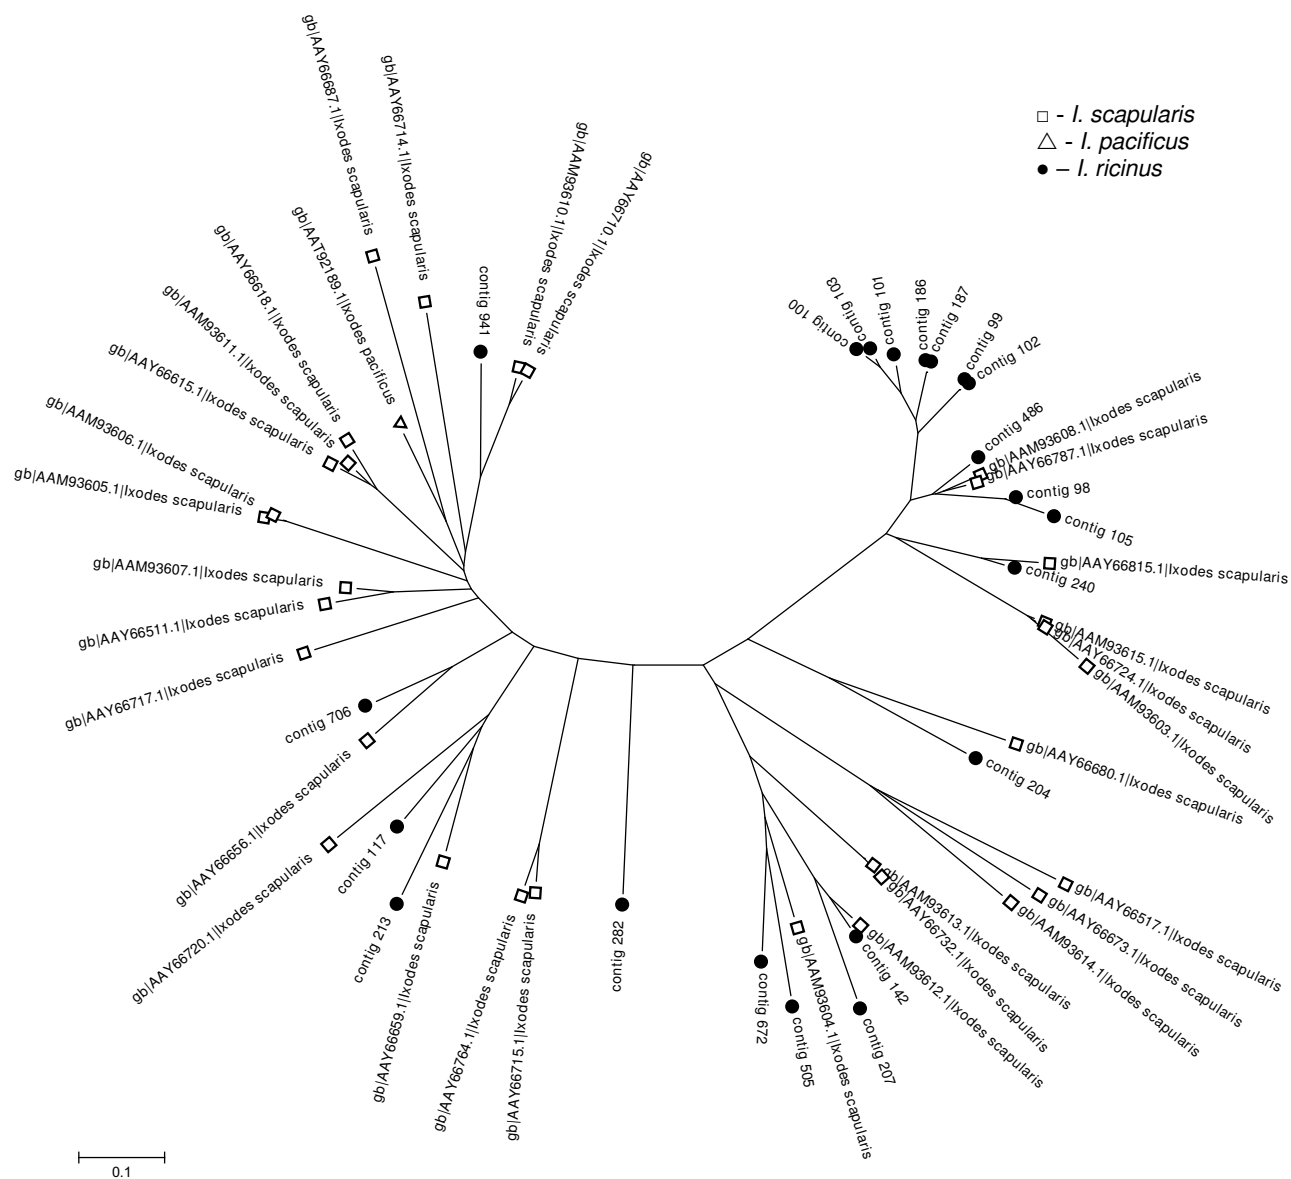 □ - I. scapularis
△ - I. pacificus
● – I. ricinus
gb|AAY66687.1|Ixodes scapularis
gb|AAY66714.1|Ixodes scapularis
contig 941
gb|AAM93610.1|Ixodes scapularis
gb|AAY66710.1|Ixodes scapularis
contig 100
contig 103
contig 101
contig 186
contig 187
contig 99
contig 102
contig 486
gb|AAM93608.1|Ixodes scapularis
gb|AAY66787.1|Ixodes scapularis
contig 98
contig 105
gb|AAY66815.1|Ixodes scapularis
contig 240
gb|AAM93615.1|Ixodes scapularis
gb|AAY66724.1|Ixodes scapularis
gb|AAM93603.1|Ixodes scapularis
gb|AAY66680.1|Ixodes scapularis
contig 204
gb|AAY66517.1|Ixodes scapularis
gb|AAY66673.1|Ixodes scapularis
gb|AAM93614.1|Ixodes scapularis
gb|AAM93613.1|Ixodes scapularis
gb|AAY66732.1|Ixodes scapularis
gb|AAM93612.1|Ixodes scapularis
contig 142
contig 207
gb|AAM93604.1|Ixodes scapularis
contig 505
contig 672
contig 282
gb|AAY66715.1|Ixodes scapularis
gb|AAY66764.1|Ixodes scapularis
gb|AAY66659.1|Ixodes scapularis
contig 213
contig 117
gb|AAY66720.1|Ixodes scapularis
gb|AAY66656.1|Ixodes scapularis
contig 706
gb|AAY66717.1|Ixodes scapularis
gb|AAY66511.1|Ixodes scapularis
gb|AAM93607.1|Ixodes scapularis
gb|AAM93605.1|Ixodes scapularis
gb|AAM93606.1|Ixodes scapularis
gb|AAY66615.1|Ixodes scapularis
gb|AAM93611.1|Ixodes scapularis
gb|AAY66618.1|Ixodes scapularis
gb|AAT92189.1|Ixodes pacificus
0.1